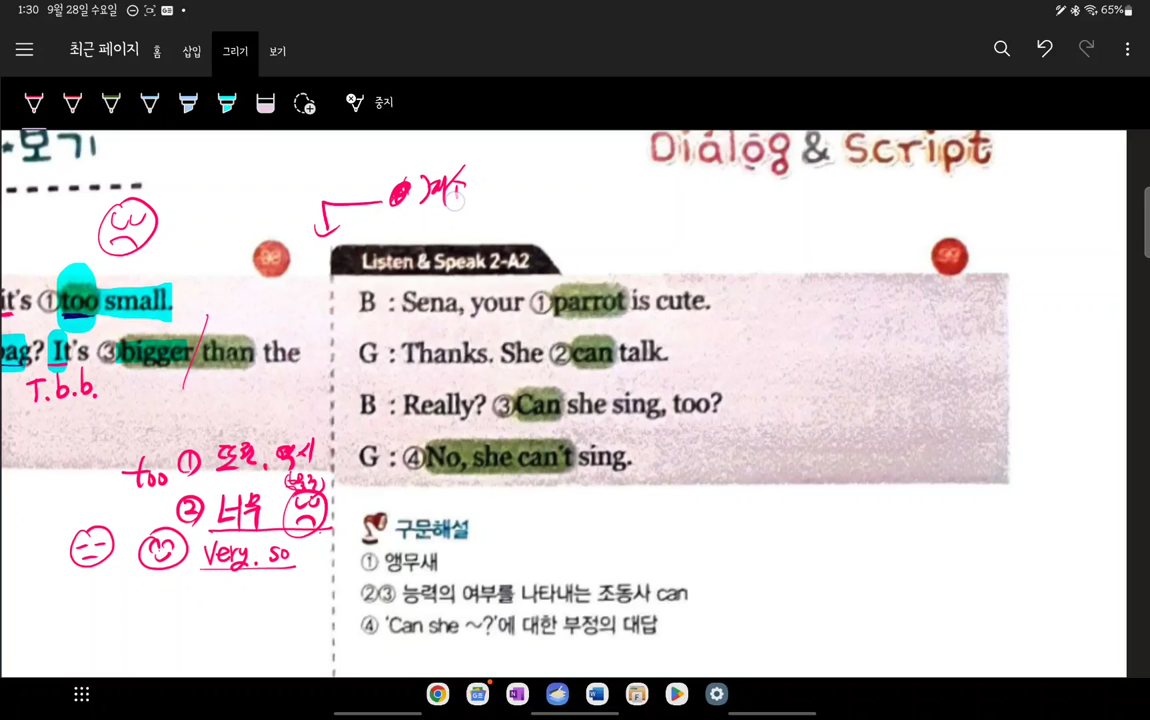 1:30 9월 28일 수요일 65%
최근 페이지 홈 삽입 그리기 보기
중지
보기
Dialog & Script
98
99
it's ①too small.
bag? It's ③bigger than the
T.b.b.
too ① 또한, 역시
② 너무
Very. so
Listen & Speak 2-A2
B : Sena, your ①parrot is cute.
G : Thanks. She ②can talk.
B : Really? ③Can she sing, too?
G : ④No, she can't sing.
구문해설
① 앵무새
②③ 능력의 여부를 나타내는 조동사 can
④ 'Can she ~?'에 대한 부정의 대답